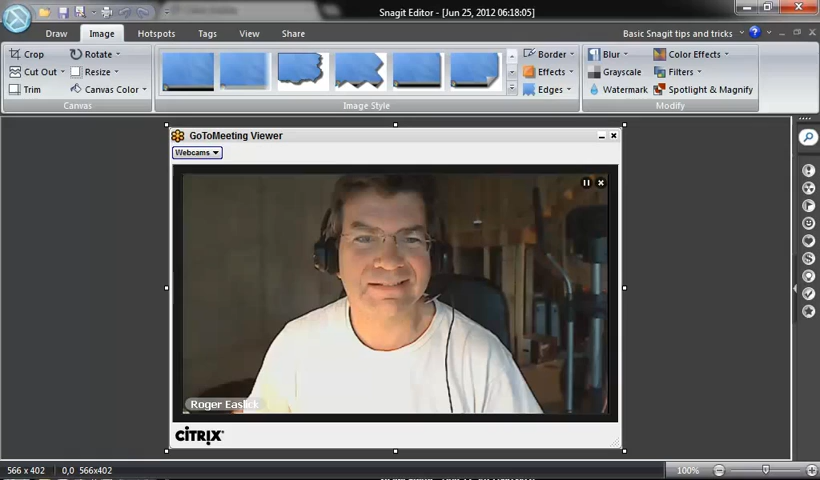 Snagit Editor - [Jun 25, 2012 06:18:05]
Draw Image Hotspots Tags View Share Basic Snagit tips and tricks
Crop Rotate Border Blur Color Effects
Cut Out Resize Effects Grayscale Filters
Trim Canvas Color Edges Watermark Spotlight & Magnify
Canvas Image Style Modify
GoToMeeting Viewer
Webcams
Roger Easlick
CITRIX
566 x 402 0,0 566x402 100%